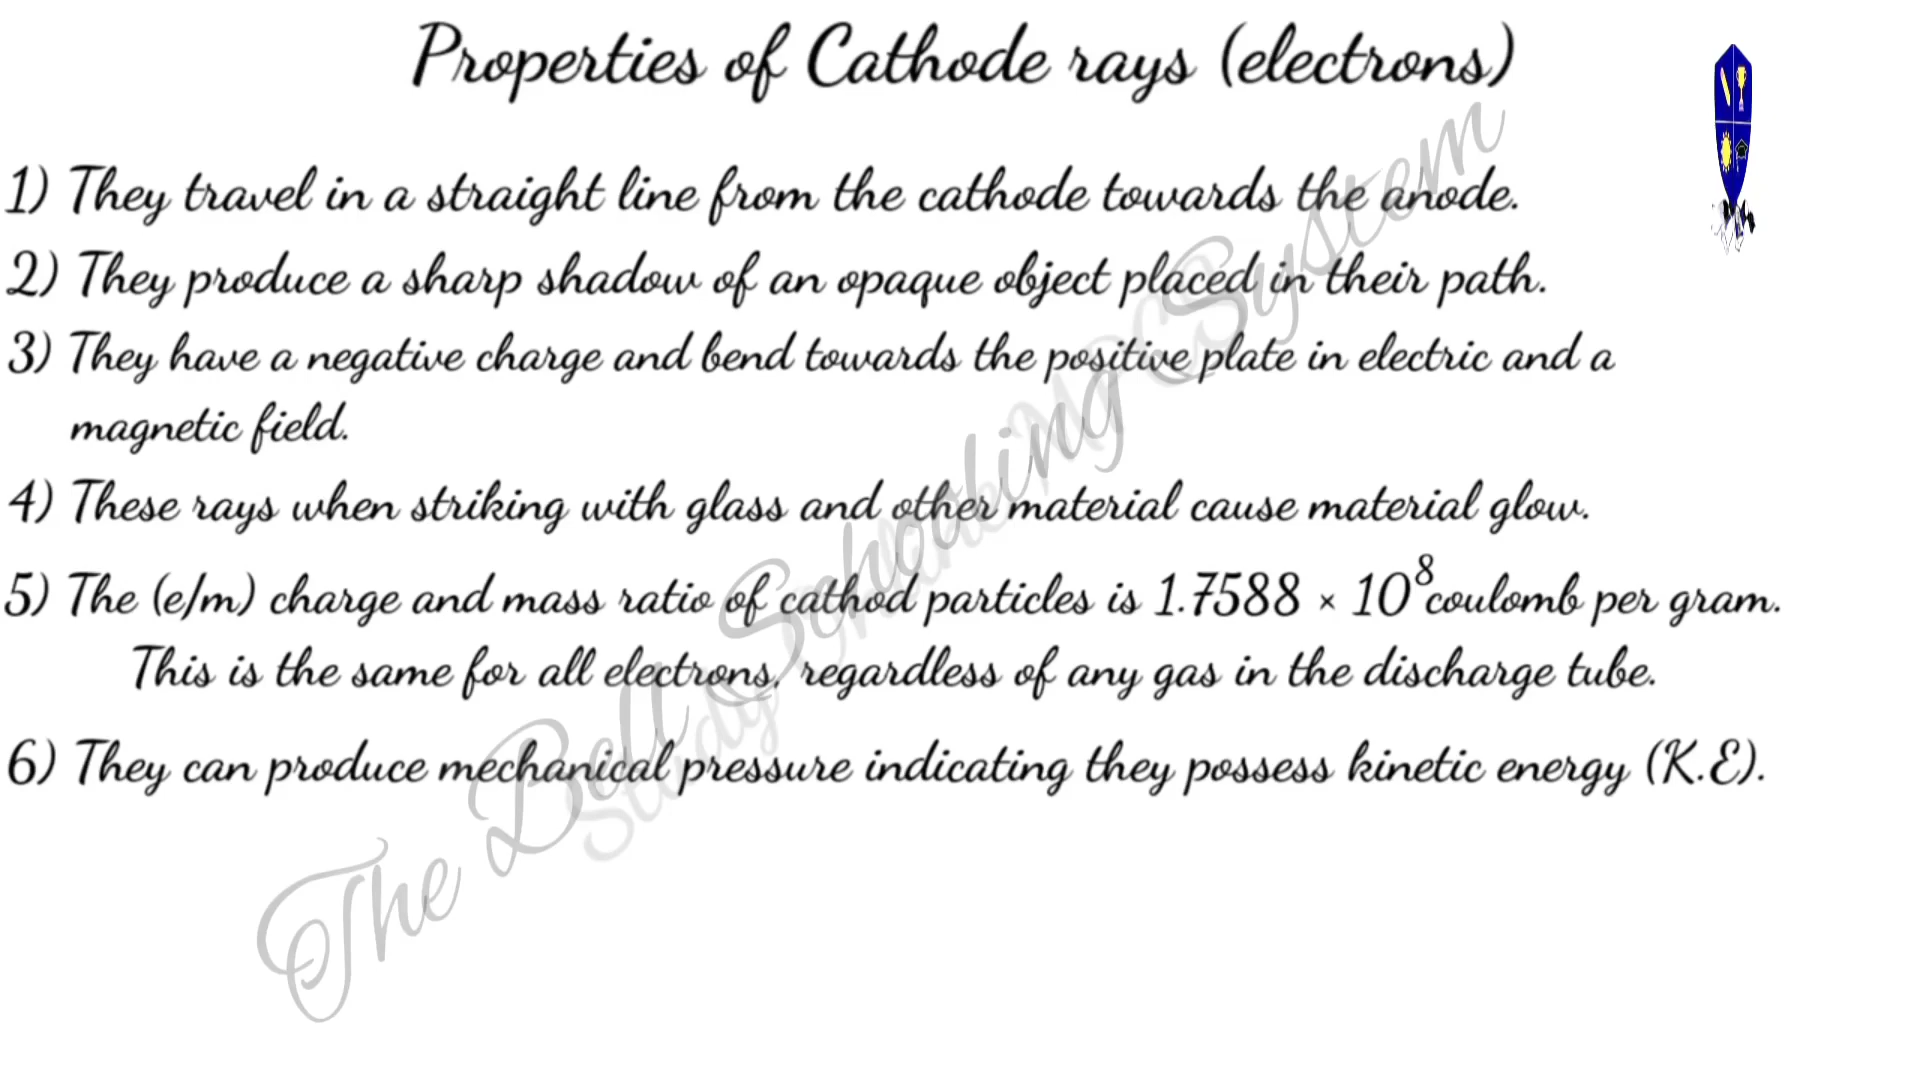 Properties of Cathode rays (electrons)
1) They travel in a straight line from the cathode towards the anode.
2) They produce a sharp shadow of an opaque object placed in their path.
3) They have a negative charge and bend towards the positive plate in electric and a
magnetic field.
4) These rays when striking with glass and other material cause material glow.
5) The (e/m) charge and mass ratio of cathod particles is 1.7588 × 10⁸ coulomb per gram.
This is the same for all electrons, regardless of any gas in the discharge tube.
6) They can produce mechanical pressure indicating they possess kinetic energy (K.E).
The Bell Schooling System